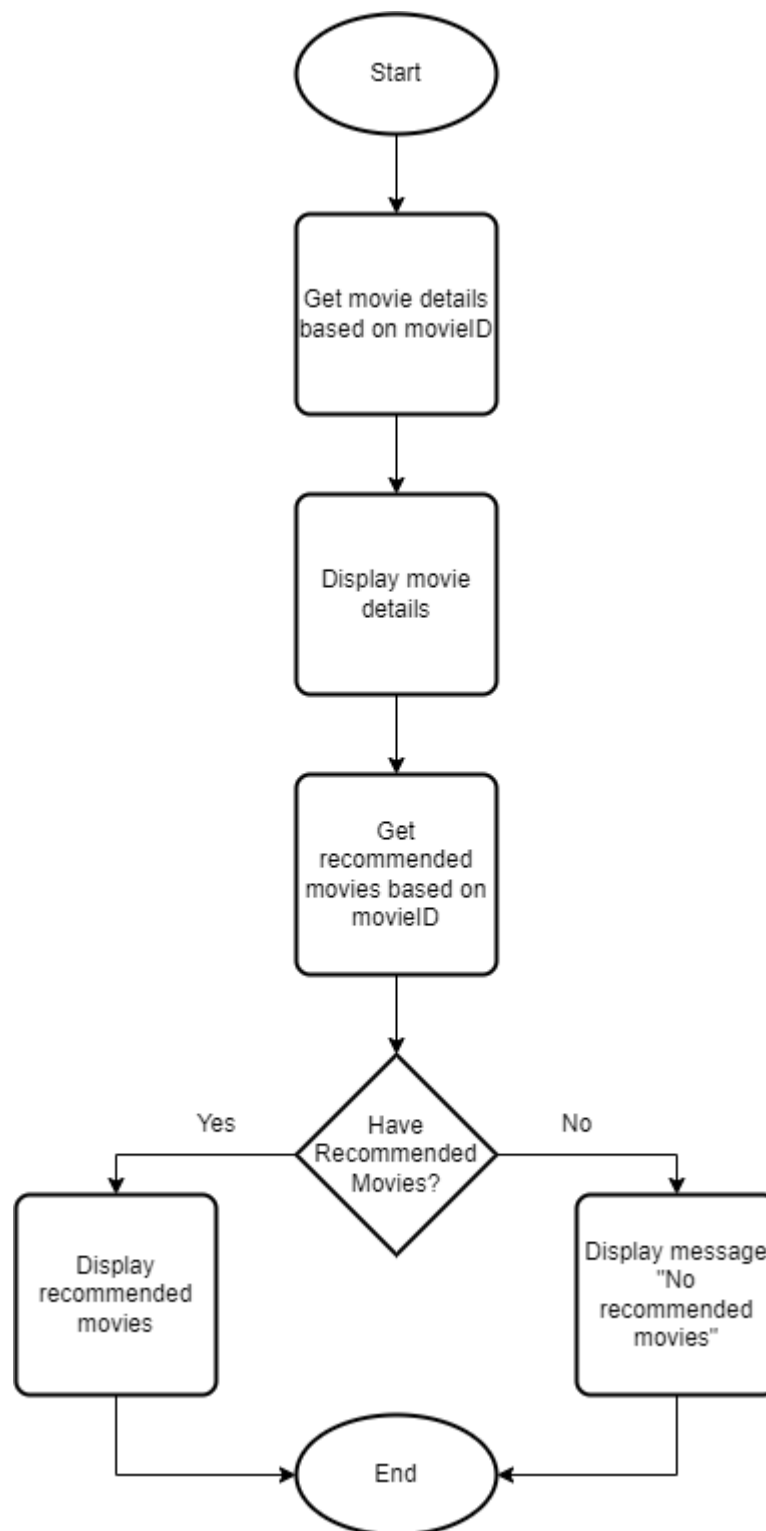 Start
Get movie details
based on movieID
Display movie
details
Get
recommended
movies based on
movieID
Have
Recommended
Movies?
Yes
No
Display
recommended
movies
Display message
"No
recommended
movies"
End